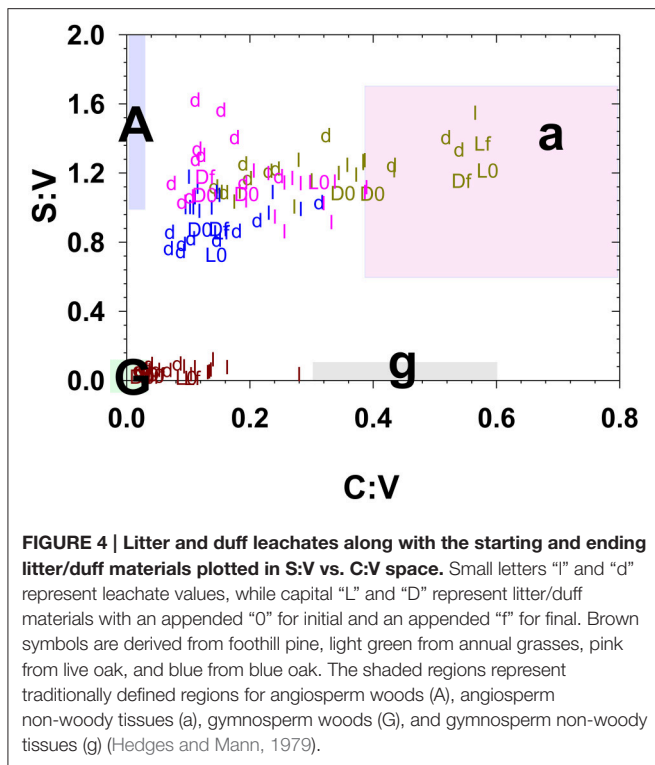 2.0
1.6
1.2
0.8
0.4
0.0
S:V
A
a
G
g
d
l
Df
Lf
D0
L0
0.0 0.2 0.4 0.6 0.8
C:V
FIGURE 4 | Litter and duff leachates along with the starting and ending
litter/duff materials plotted in S:V vs. C:V space. Small letters “l” and “d”
represent leachate values, while capital “L” and “D” represent litter/duff
materials with an appended “0” for initial and an appended “f” for final. Brown
symbols are derived from foothill pine, light green from annual grasses, pink
from live oak, and blue from blue oak. The shaded regions represent
traditionally defined regions for angiosperm woods (A), angiosperm
non-woody tissues (a), gymnosperm woods (G), and gymnosperm non-woody
tissues (g) (Hedges and Mann, 1979).